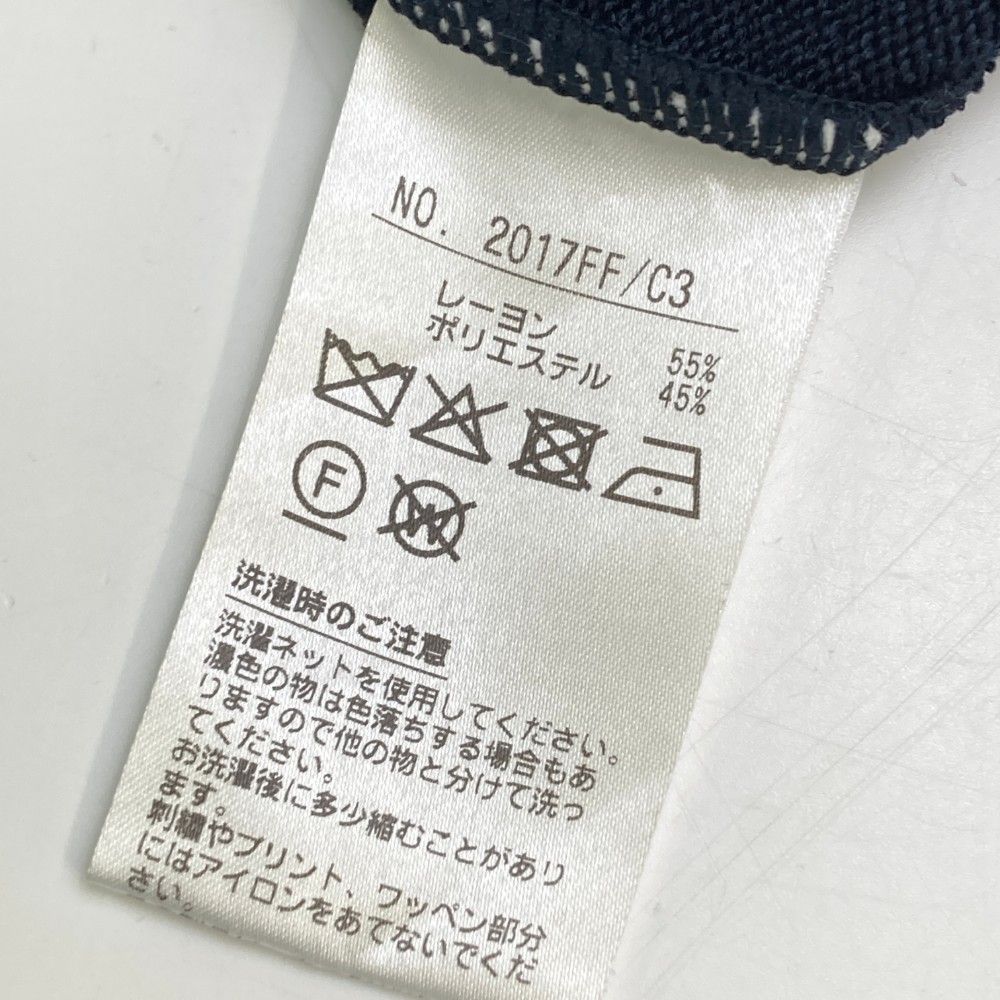 NO. 2017FF/C3
レーヨン 55%
ポリエステル 45%
F
W
洗濯時のご注意
洗濯ネットを使用してください。
濃色の物は色落ちする場合もあ
りますので他の物と分けて洗っ
てください。
お洗濯後に多少縮むことがあり
ます。
刺繍やプリント、ワッペン部分
にはアイロンをあてないでくだ
さい。